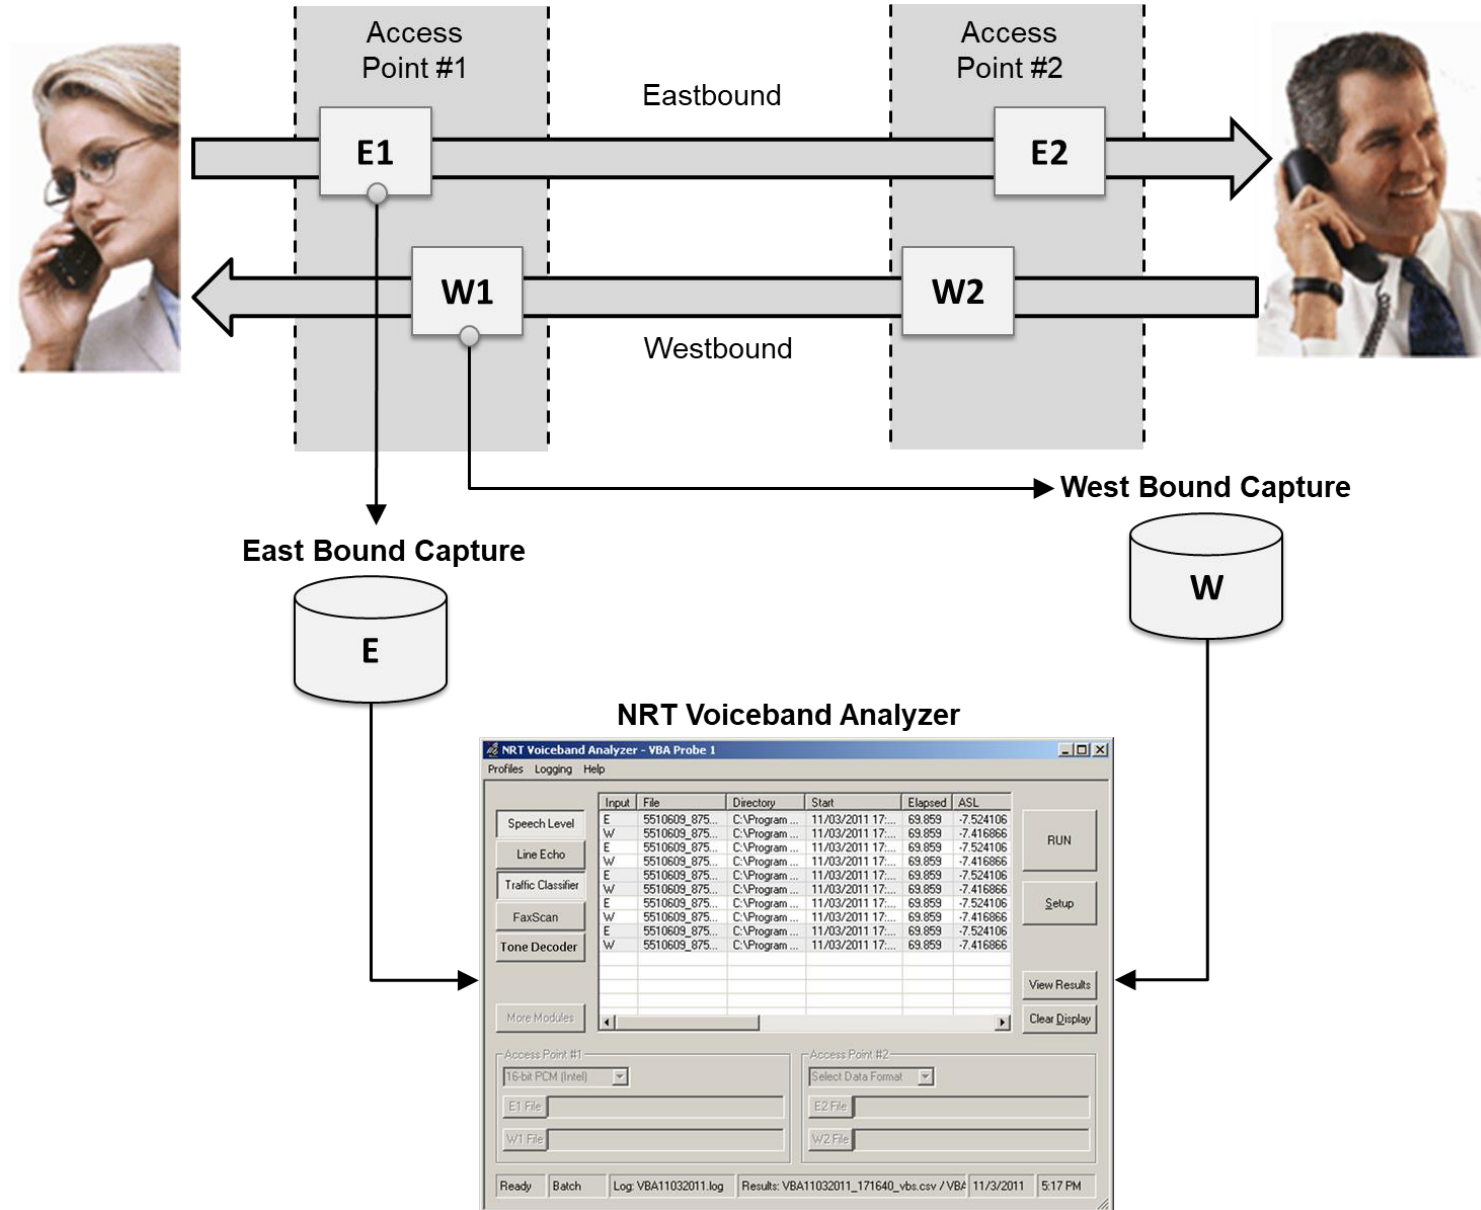 Access
Point #1
Access
Point #2
Eastbound
E1
E2
W1
W2
Westbound
West Bound Capture
East Bound Capture
W
E
NRT Voiceband Analyzer
NRT Voiceband Analyzer - VBA Probe 1
Profiles Logging Help
Input File Directory Start Elapsed ASL
E 5510609_875... C:\Program ... 11/03/2011 17:... 69.859 -7.524106
W 5510609_875... C:\Program ... 11/03/2011 17:... 69.859 -7.416866
E 5510609_875... C:\Program ... 11/03/2011 17:... 69.859 -7.524106
W 5510609_875... C:\Program ... 11/03/2011 17:... 69.859 -7.416866
E 5510609_875... C:\Program ... 11/03/2011 17:... 69.859 -7.524106
W 5510609_875... C:\Program ... 11/03/2011 17:... 69.859 -7.416866
E 5510609_875... C:\Program ... 11/03/2011 17:... 69.859 -7.524106
W 5510609_875... C:\Program ... 11/03/2011 17:... 69.859 -7.416866
E 5510609_875... C:\Program ... 11/03/2011 17:... 69.859 -7.524106
W 5510609_875... C:\Program ... 11/03/2011 17:... 69.859 -7.416866
Speech Level
Line Echo
Traffic Classifier
FaxScan
Tone Decoder
More Modules
RUN
Setup
View Results
Clear Display
Access Point #1
16-bit PCM (Intel)
E1 File
W1 File
Access Point #2
Select Data Format
E2 File
W2 File
Ready Batch Log: VBA11032011.log Results: VBA11032011_171640_vbs.csv / VBA 11/3/2011 5:17 PM